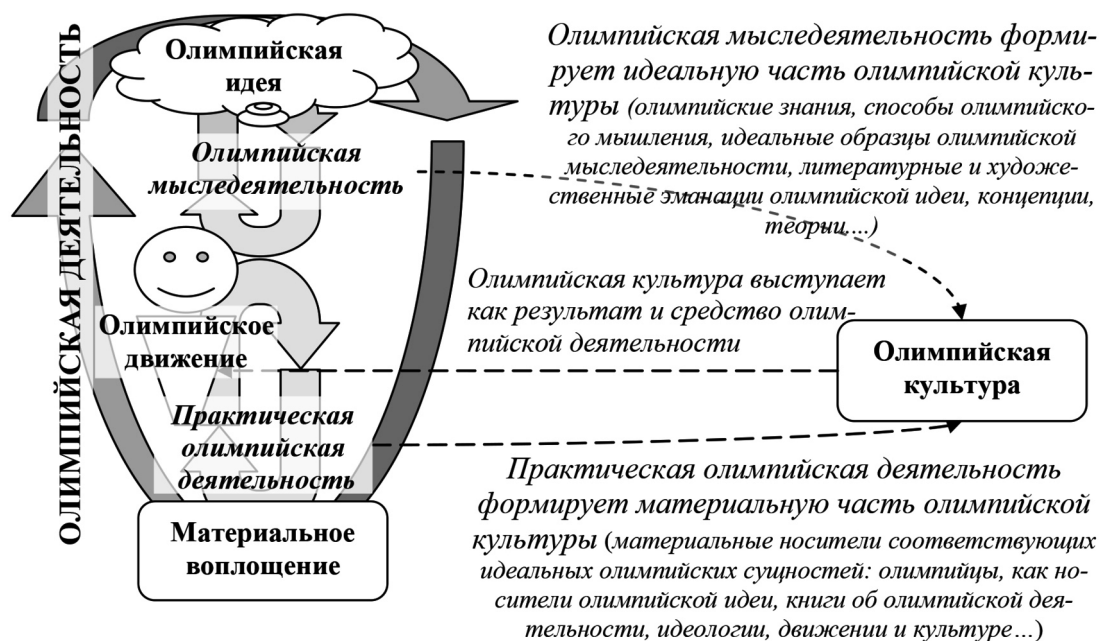 ОЛИМПИЙСКАЯ ДЕЯТЕЛЬНОСТЬ
Олимпийская
идея
Олимпийская
мыследеятельность
Олимпийское
движение
Практическая
олимпийская
деятельность
Материальное
воплощение
Олимпийская мыследеятельность форми-
рует идеальную часть олимпийской куль-
туры (олимпийские знания, способы олимпийско-
го мышления, идеальные образцы олимпийской
мыследеятельности, литературные и художе-
ственные эманации олимпийской идеи, концепции,
теории,...)
Олимпийская культура выступает
как результат и средство олим-
пийской деятельности
Олимпийская
культура
Практическая олимпийская деятельность
формирует материальную часть олимпийской
культуры (материальные носители соответствующих
идеальных олимпийских сущностей: олимпийцы, как но-
сители олимпийской идеи, книги об олимпийской дея-
тельности, идеологии, движении и культуре...)